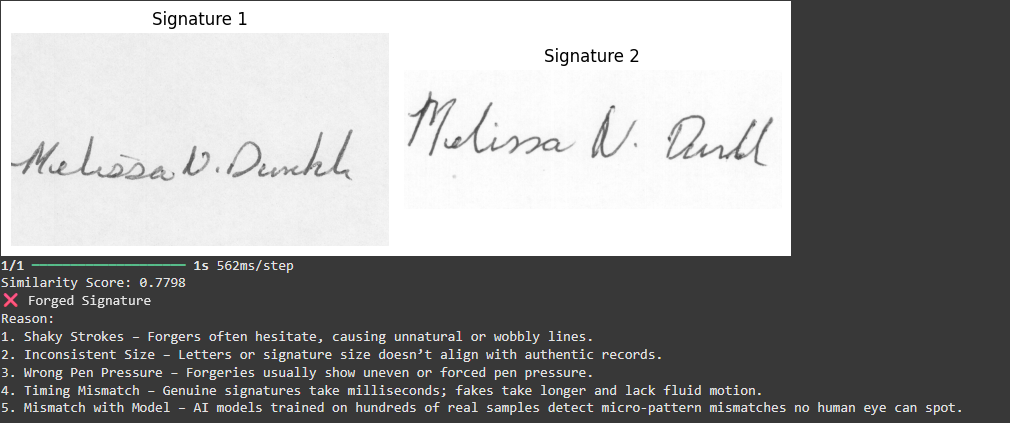 Signature 1
Signature 2
Melissa N. Dunkl
Melissa N. Dunkl
1/1 ━━━━━━━━━━━━━━━━━━━━ 1s 562ms/step
Similarity Score: 0.7798
❌ Forged Signature
Reason:
1. Shaky Strokes – Forgers often hesitate, causing unnatural or wobbly lines.
2. Inconsistent Size – Letters or signature size doesn’t align with authentic records.
3. Wrong Pen Pressure – Forgeries usually show uneven or forced pen pressure.
4. Timing Mismatch – Genuine signatures take milliseconds; fakes take longer and lack fluid motion.
5. Mismatch with Model – AI models trained on hundreds of real samples detect micro-pattern mismatches no human eye can spot.